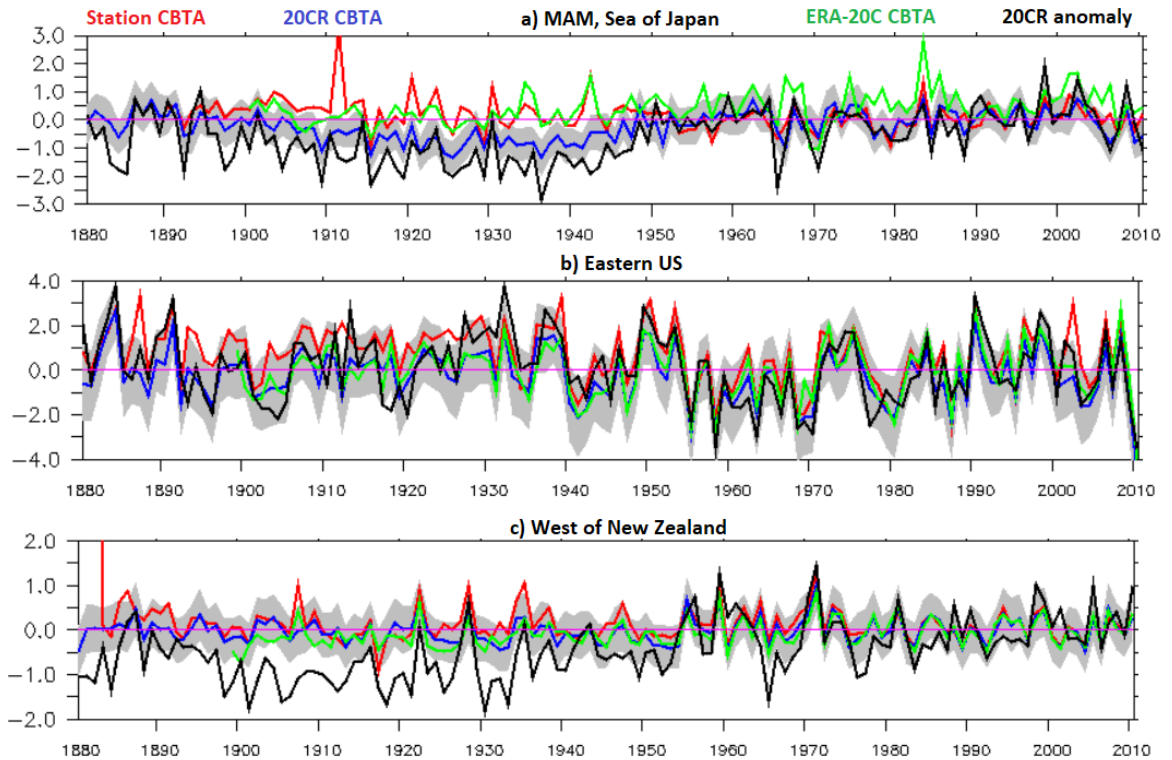 Station CBTA 20CR CBTA a) MAM, Sea of Japan ERA-20C CBTA 20CR anomaly
3.0
2.0
1.0
0.0
-1.0
-2.0
-3.0
1880 1890 1900 1910 1920 1930 1940 1950 1960 1970 1980 1990 2000 2010
b) Eastern US
4.0
2.0
0.0
-2.0
-4.0
1880 1890 1900 1910 1920 1930 1940 1950 1960 1970 1980 1990 2000 2010
c) West of New Zealand
2.0
1.0
0.0
-1.0
-2.0
1880 1890 1900 1910 1920 1930 1940 1950 1960 1970 1980 1990 2000 2010